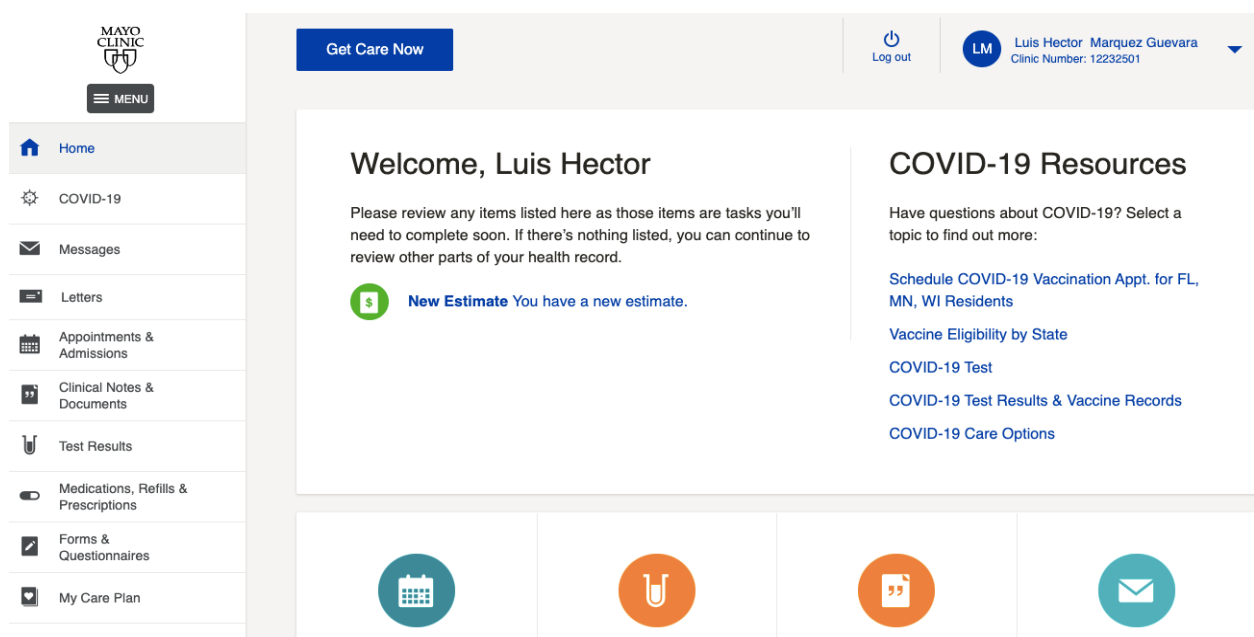 MAYO
CLINIC
MENU
Home
COVID-19
Messages
Letters
Appointments &
Admissions
Clinical Notes &
Documents
Test Results
Medications, Refills &
Prescriptions
Forms &
Questionnaires
My Care Plan
Get Care Now
Log out
LM
Luis Hector Marquez Guevara
Clinic Number: 12232501
Welcome, Luis Hector
Please review any items listed here as those items are tasks you’ll
need to complete soon. If there’s nothing listed, you can continue to
review other parts of your health record.
$
New Estimate You have a new estimate.
COVID-19 Resources
Have questions about COVID-19? Select a
topic to find out more:
Schedule COVID-19 Vaccination Appt. for FL,
MN, WI Residents
Vaccine Eligibility by State
COVID-19 Test
COVID-19 Test Results & Vaccine Records
COVID-19 Care Options